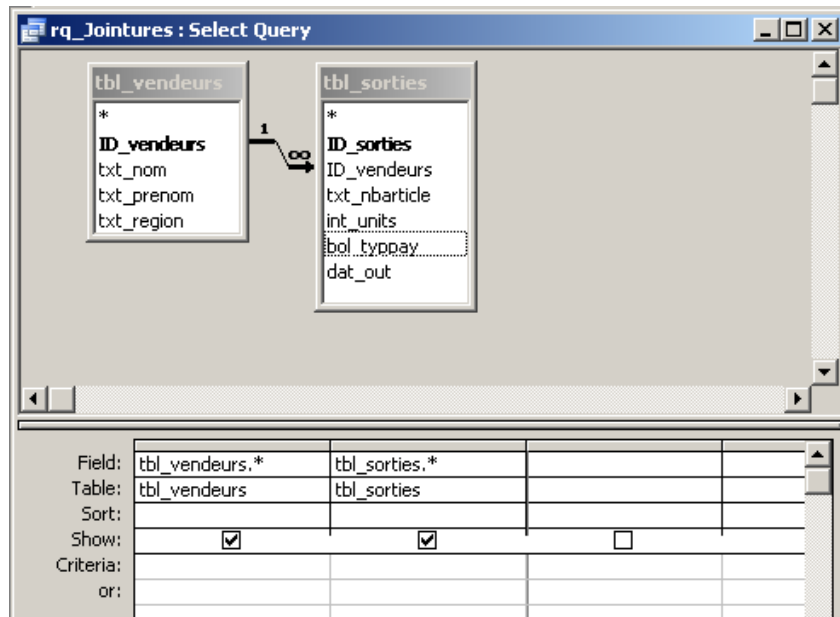 rq_Jointures : Select Query
tbl_vendeurs
*
ID_vendeurs
txt_nom
txt_prenom
txt_region
1
∞
tbl_sorties
*
ID_sorties
ID_vendeurs
txt_nbarticle
int_units
bol_typpay
dat_out
Field: tbl_vendeurs.* tbl_sorties.*
Table: tbl_vendeurs tbl_sorties
Sort:
Show:
Criteria:
or: